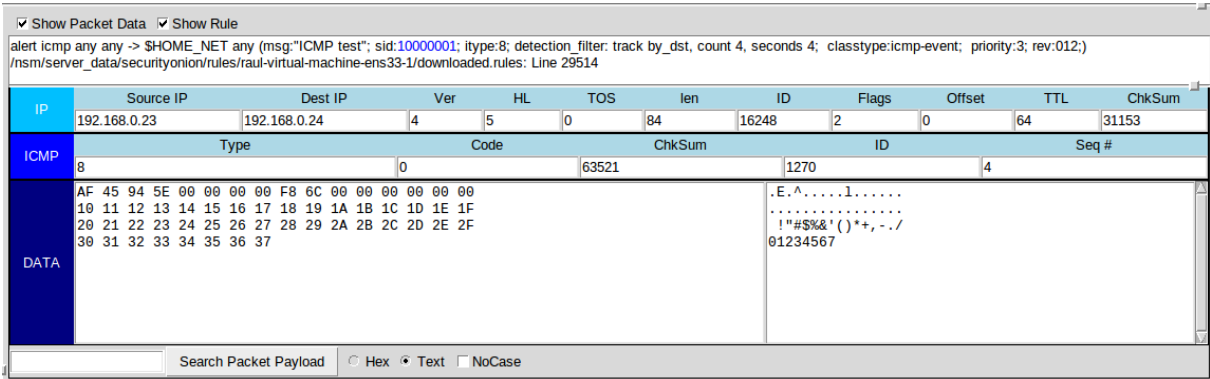 Show Packet Data Show Rule
alert icmp any any -> $HOME_NET any (msg:"ICMP test"; sid:10000001; itype:8; detection_filter: track by_dst, count 4, seconds 4;  classtype:icmp-event;  priority:3; rev:012;)
/nsm/server_data/securityonion/rules/raul-virtual-machine-ens33-1/downloaded.rules: Line 29514
IP Source IP Dest IP Ver HL TOS len ID Flags Offset TTL ChkSum
192.168.0.23 192.168.0.24 4 5 0 84 16248 2 0 64 31153
ICMP Type Code ChkSum ID Seq #
8 0 63521 1270 4
AF 45 94 5E 00 00 00 00 F8 6C 00 00 00 00 00 00 .E.^.....l......
10 11 12 13 14 15 16 17 18 19 1A 1B 1C 1D 1E 1F ................
20 21 22 23 24 25 26 27 28 29 2A 2B 2C 2D 2E 2F  !"#$%&'()*+,-./
30 31 32 33 34 35 36 37 01234567
DATA
Search Packet Payload Hex Text NoCase